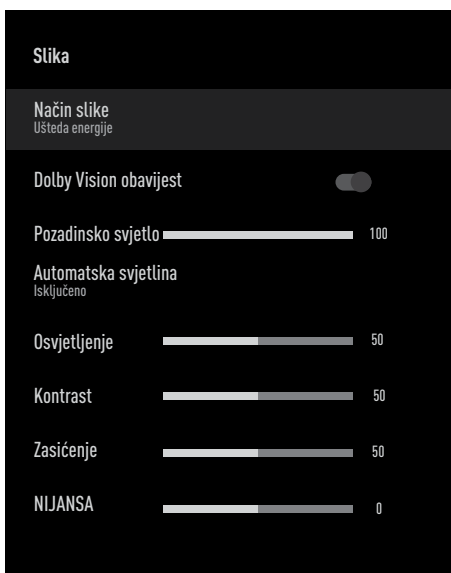 Slika
Način slike
Ušteda energije
Dolby Vision obavijest
Pozadinsko svjetlo 100
Automatska svjetlina
Isključeno
Osvjetljenje 50
Kontrast 50
Zasićenje 50
NIJANSA 0